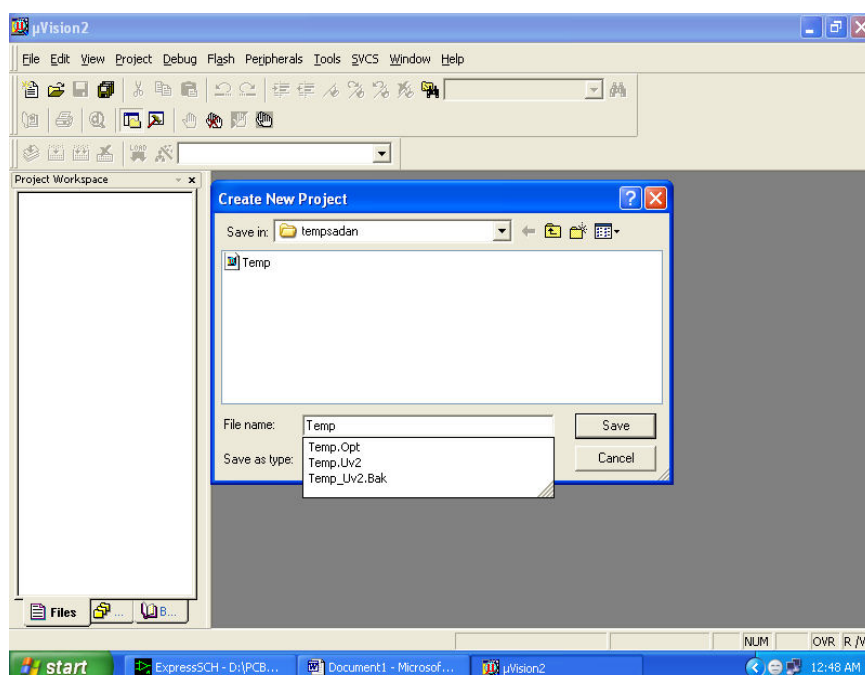 µVision2
File Edit View Project Debug Flash Peripherals Tools SVCS Window Help
LOAD
Project Workspace
Create New Project
Save in: tempsadan
Temp
File name: Temp
Save
Temp.Opt
Temp.Uv2
Temp_Uv2.Bak
Save as type:
Cancel
Files ... B...
NUM OVR R /W
start ExpressSCH - D:\PCB... Document1 - Microsof... µVision2 12:48 AM